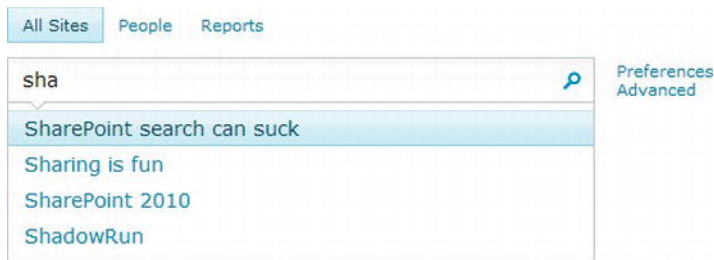 All Sites People Reports
sha
Preferences
Advanced
SharePoint search can suck
Sharing is fun
SharePoint 2010
ShadowRun